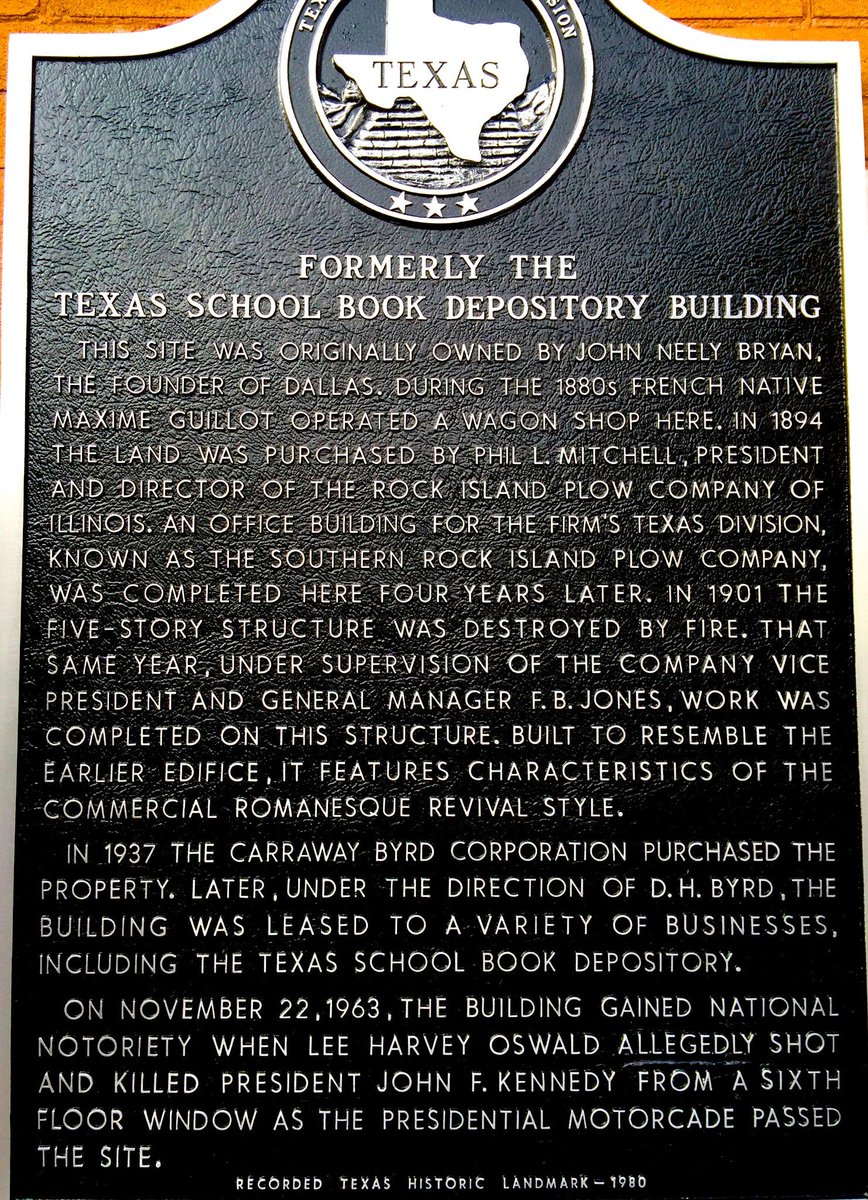 TEX
SION
TEXAS
FORMERLY THE
TEXAS SCHOOL BOOK DEPOSITORY BUILDING
THIS SITE WAS ORIGINALLY OWNED BY JOHN NEELY BRYAN,
THE FOUNDER OF DALLAS. DURING THE 1880s FRENCH NATIVE
MAXIME GUILLOT OPERATED A WAGON SHOP HERE. IN 1894
THE LAND WAS PURCHASED BY PHIL L. MITCHELL, PRESIDENT
AND DIRECTOR OF THE ROCK ISLAND PLOW COMPANY OF
ILLINOIS. AN OFFICE BUILDING FOR THE FIRM'S TEXAS DIVISION,
KNOWN AS THE SOUTHERN ROCK ISLAND PLOW COMPANY,
WAS COMPLETED HERE FOUR YEARS LATER. IN 1901 THE
FIVE-STORY STRUCTURE WAS DESTROYED BY FIRE. THAT
SAME YEAR, UNDER SUPERVISION OF THE COMPANY VICE
PRESIDENT AND GENERAL MANAGER F. B. JONES, WORK WAS
COMPLETED ON THIS STRUCTURE. BUILT TO RESEMBLE THE
EARLIER EDIFICE, IT FEATURES CHARACTERISTICS OF THE
COMMERCIAL ROMANESQUE REVIVAL STYLE.
IN 1937 THE CARRAWAY BYRD CORPORATION PURCHASED THE
PROPERTY. LATER, UNDER THE DIRECTION OF D. H. BYRD, THE
BUILDING WAS LEASED TO A VARIETY OF BUSINESSES,
INCLUDING THE TEXAS SCHOOL BOOK DEPOSITORY.
ON NOVEMBER 22, 1963, THE BUILDING GAINED NATIONAL
NOTORIETY WHEN LEE HARVEY OSWALD ALLEGEDLY SHOT
AND KILLED PRESIDENT JOHN F. KENNEDY FROM A SIXTH
FLOOR WINDOW AS THE PRESIDENTIAL MOTORCADE PASSED
THE SITE.
RECORDED TEXAS HISTORIC LANDMARK – 1980